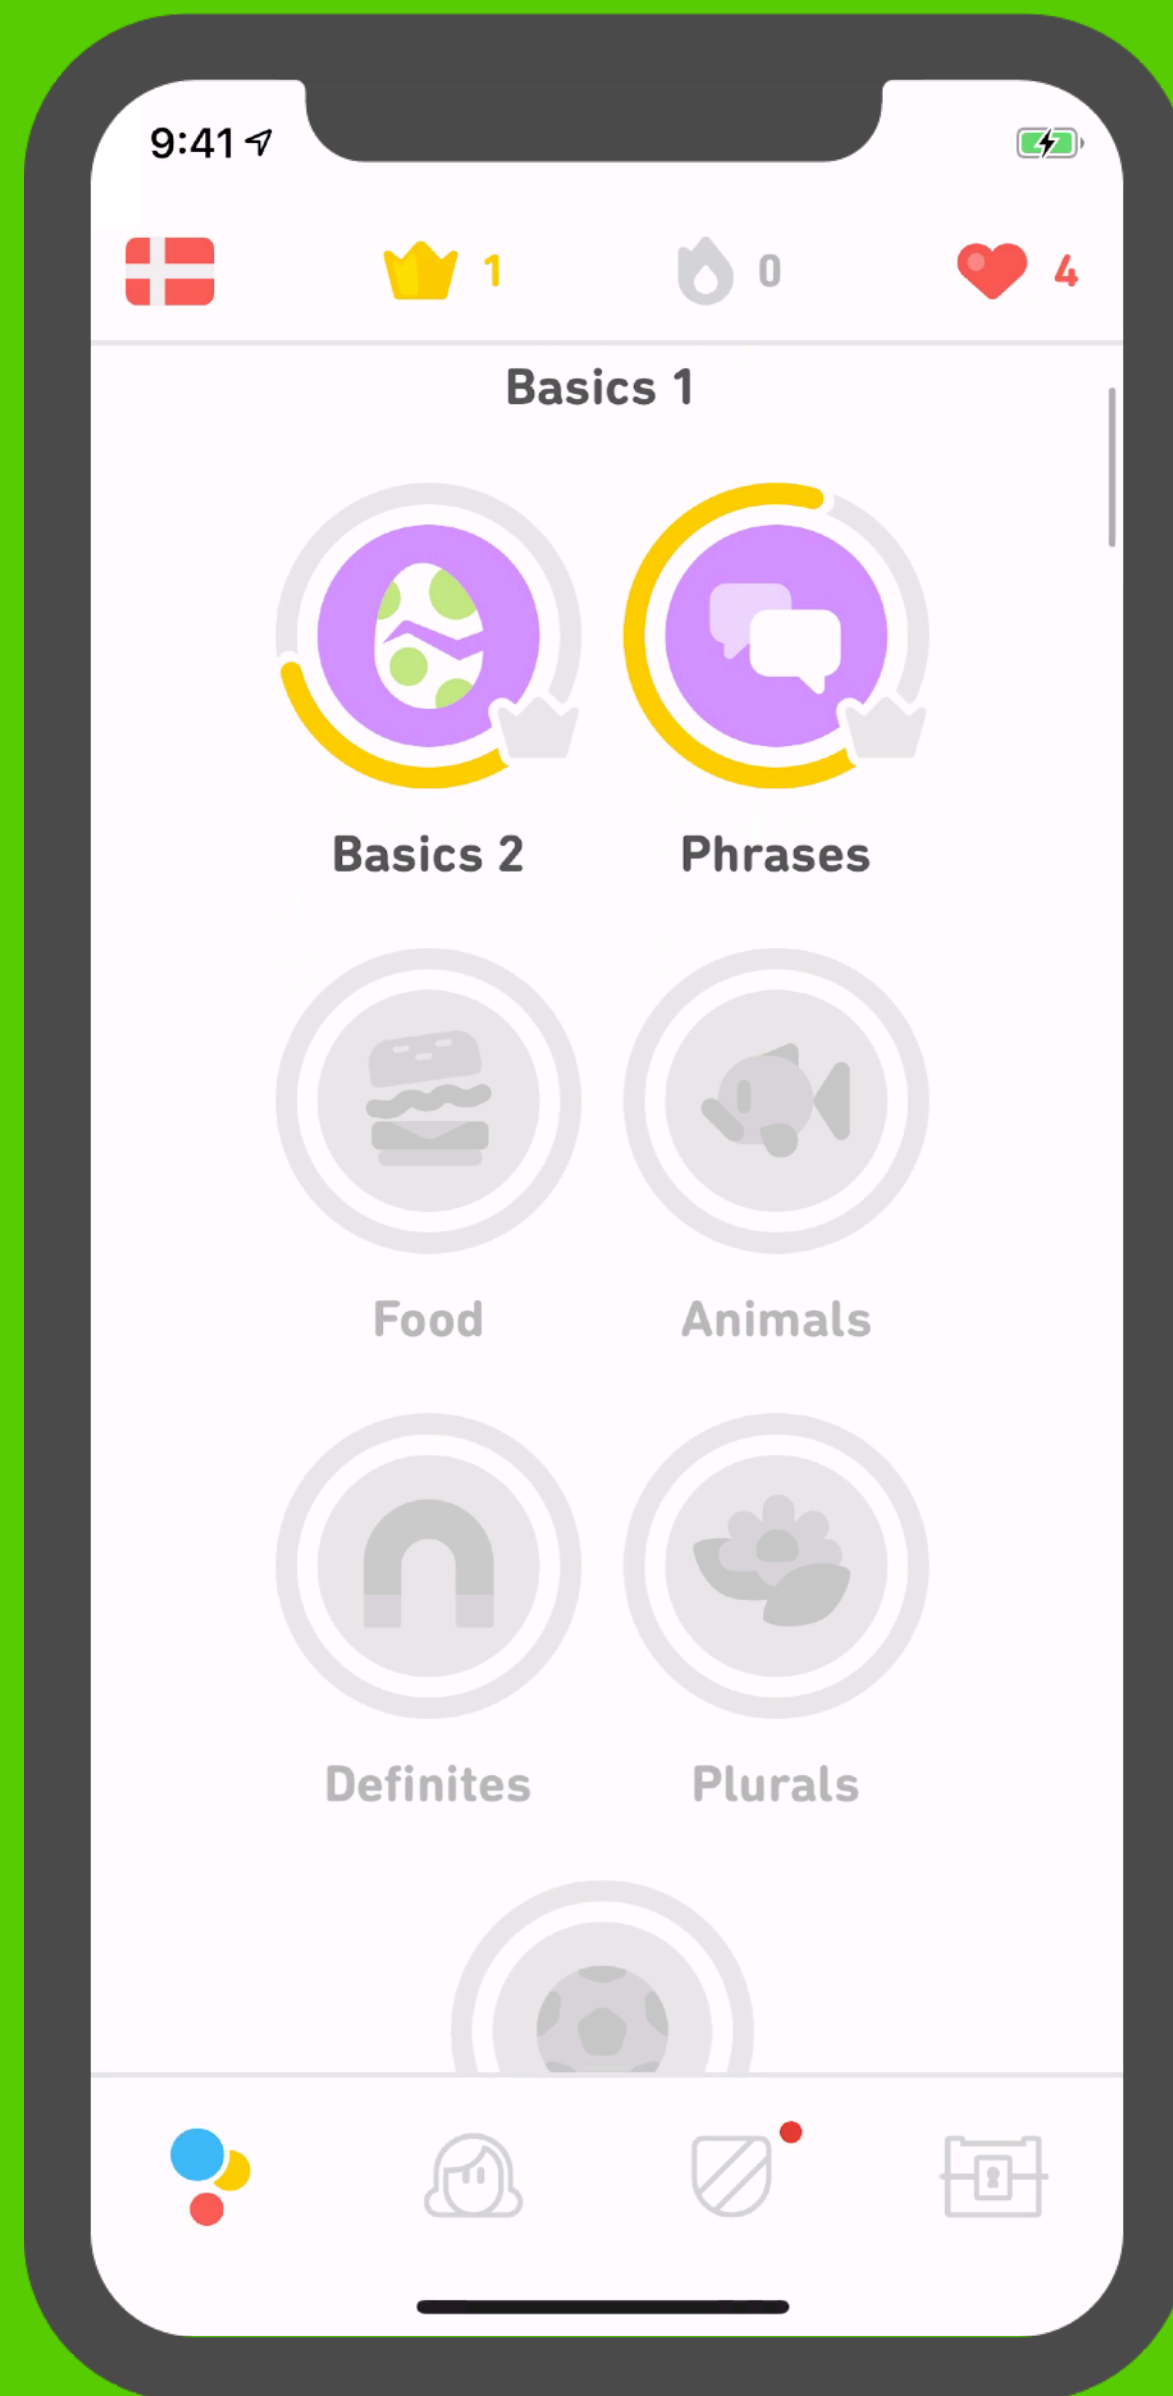 9:41
1 0 4
Basics 1
Basics 2 Phrases
Food Animals
Definites Plurals